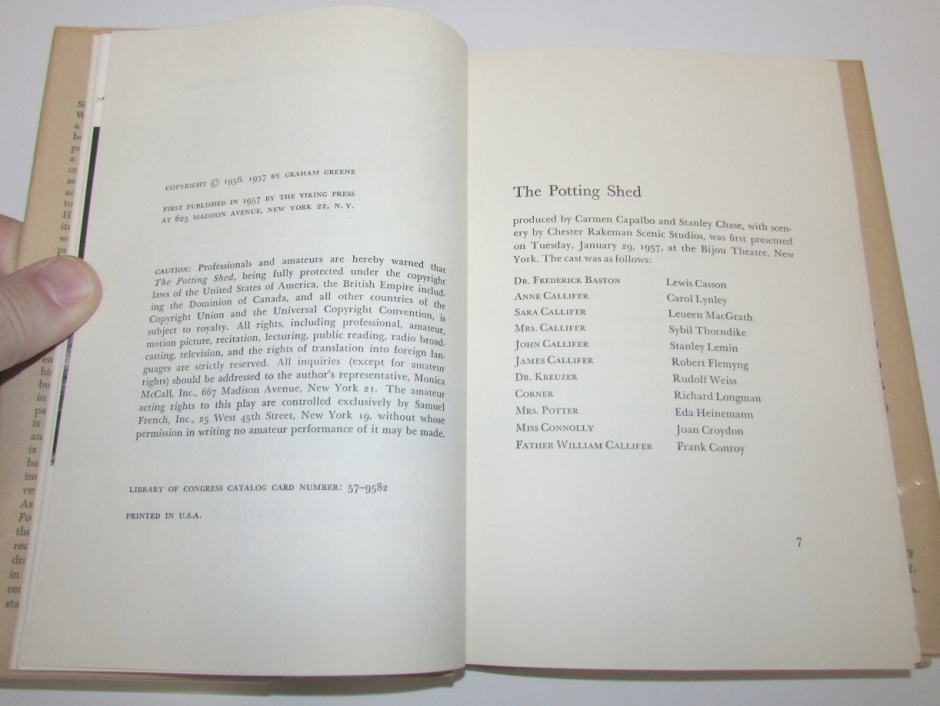 COPYRIGHT © 1956, 1957 BY GRAHAM GREENE
FIRST PUBLISHED IN 1957 BY THE VIKING PRESS
AT 625 MADISON AVENUE, NEW YORK 22, N. Y.
CAUTION: Professionals and amateurs are hereby warned that
The Potting Shed, being fully protected under the copyright
laws of the United States of America, the British Empire includ-
ing the Dominion of Canada, and all other countries of the
Copyright Union and the Universal Copyright Convention, is
subject to royalty. All rights, including professional, amateur,
motion picture, recitation, lecturing, public reading, radio broad-
casting, television, and the rights of translation into foreign lan-
guages are strictly reserved. All inquiries (except for amateur
rights) should be addressed to the author's representative, Monica
McCall, Inc., 667 Madison Avenue, New York 21. The amateur
acting rights to this play are controlled exclusively by Samuel
French, Inc., 25 West 45th Street, New York 19, without whose
permission in writing no amateur performance of it may be made.
LIBRARY OF CONGRESS CATALOG CARD NUMBER: 57-9582
PRINTED IN U.S.A.
The Potting Shed
produced by Carmen Capalbo and Stanley Chase, with scen-
ery by Chester Rakeman Scenic Studios, was first presented
on Tuesday, January 29, 1957, at the Bijou Theatre, New
York. The cast was as follows:
DR. FREDERICK BASTON Lewis Casson
ANNE CALLIFER Carol Lynley
SARA CALLIFER Leueen MacGrath
MRS. CALLIFER Sybil Thorndike
JOHN CALLIFER Stanley Lemin
JAMES CALLIFER Robert Flemyng
DR. KREUZER Rudolf Weiss
CORNER Richard Longman
MRS. POTTER Eda Heinemann
MISS CONNOLLY Joan Croydon
FATHER WILLIAM CALLIFER Frank Conroy
7